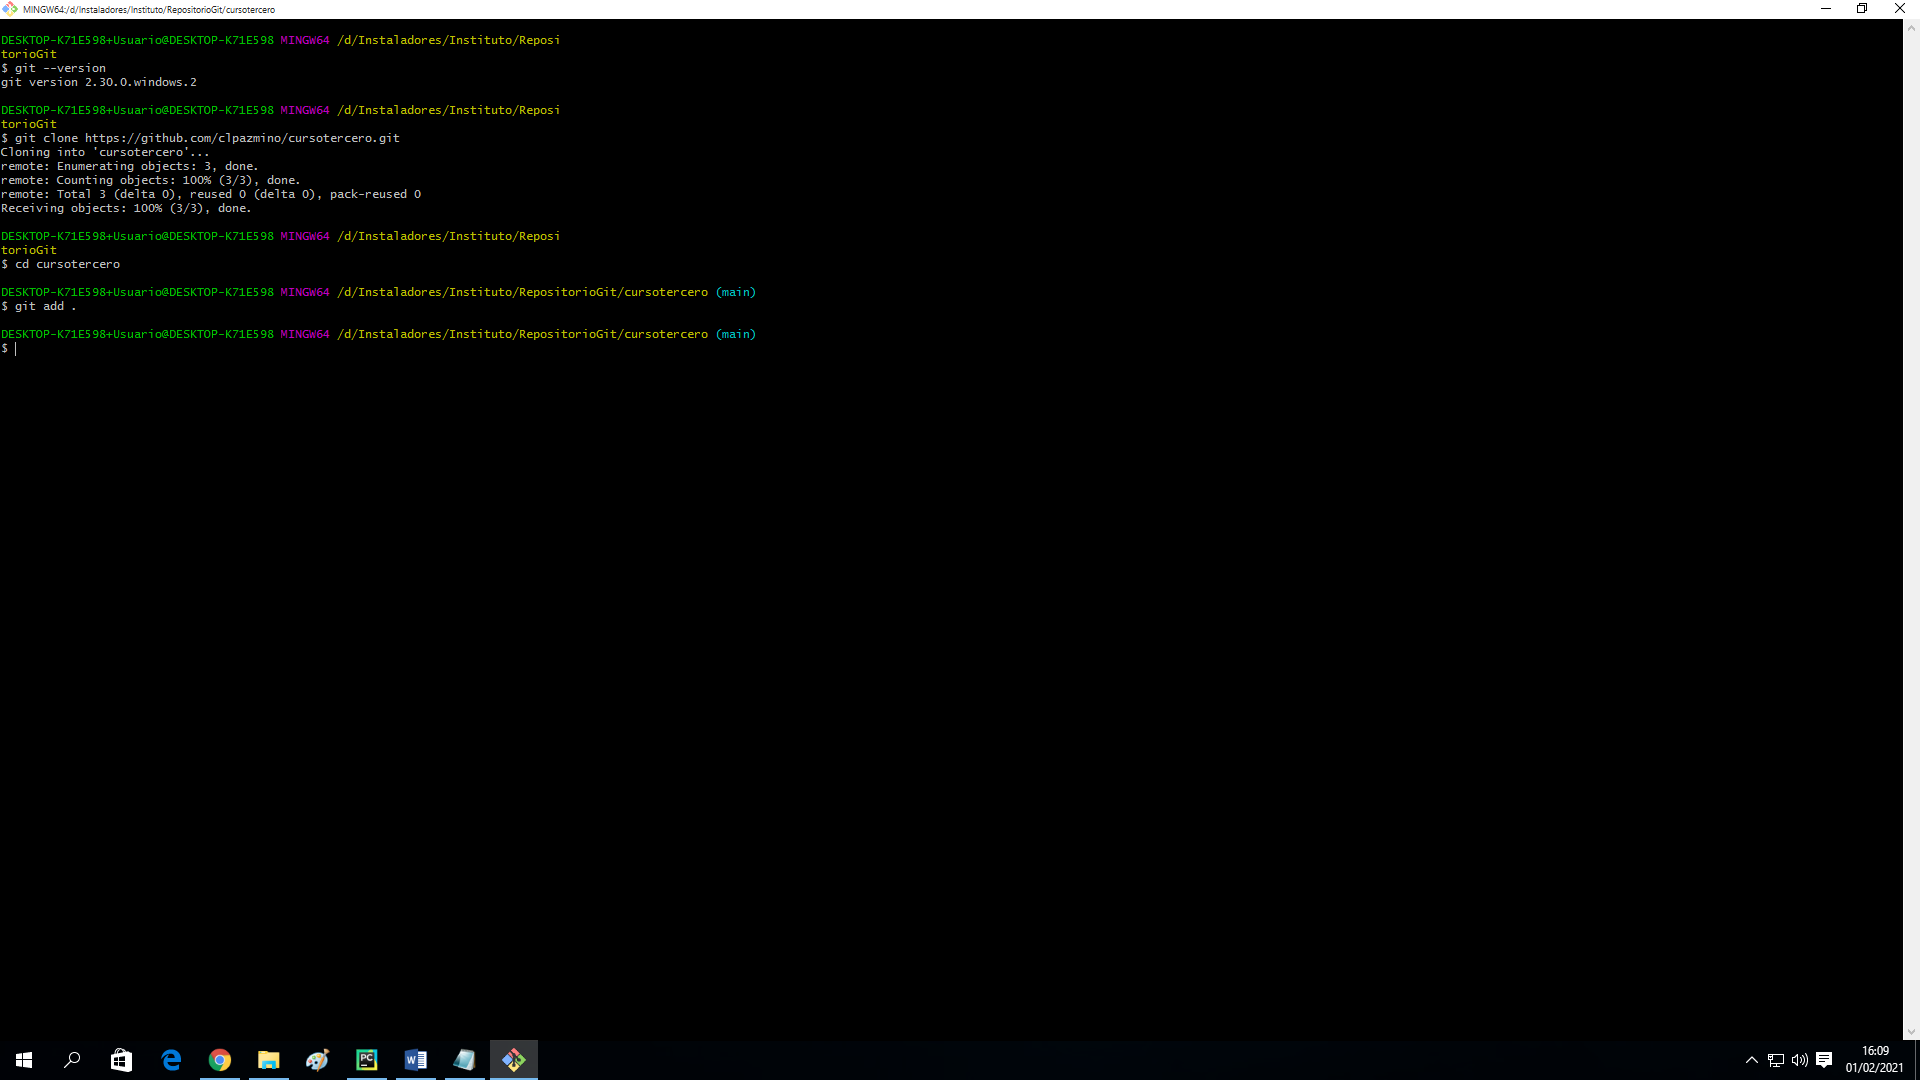 MINGW64:/d/Instaladores/Instituto/RepositorioGit/cursotercero
DESKTOP-K71E598+Usuario@DESKTOP-K71E598 MINGW64 /d/Instaladores/Instituto/Reposi
torioGit
$ git --version
git version 2.30.0.windows.2
DESKTOP-K71E598+Usuario@DESKTOP-K71E598 MINGW64 /d/Instaladores/Instituto/Reposi
torioGit
$ git clone https://github.com/clpazmino/cursotercero.git
Cloning into 'cursotercero'...
remote: Enumerating objects: 3, done.
remote: Counting objects: 100% (3/3), done.
remote: Total 3 (delta 0), reused 0 (delta 0), pack-reused 0
Receiving objects: 100% (3/3), done.
DESKTOP-K71E598+Usuario@DESKTOP-K71E598 MINGW64 /d/Instaladores/Instituto/Reposi
torioGit
$ cd cursotercero
DESKTOP-K71E598+Usuario@DESKTOP-K71E598 MINGW64 /d/Instaladores/Instituto/RepositorioGit/cursotercero (main)
$ git add .
DESKTOP-K71E598+Usuario@DESKTOP-K71E598 MINGW64 /d/Instaladores/Instituto/RepositorioGit/cursotercero (main)
$
PC
W
16:09
01/02/2021